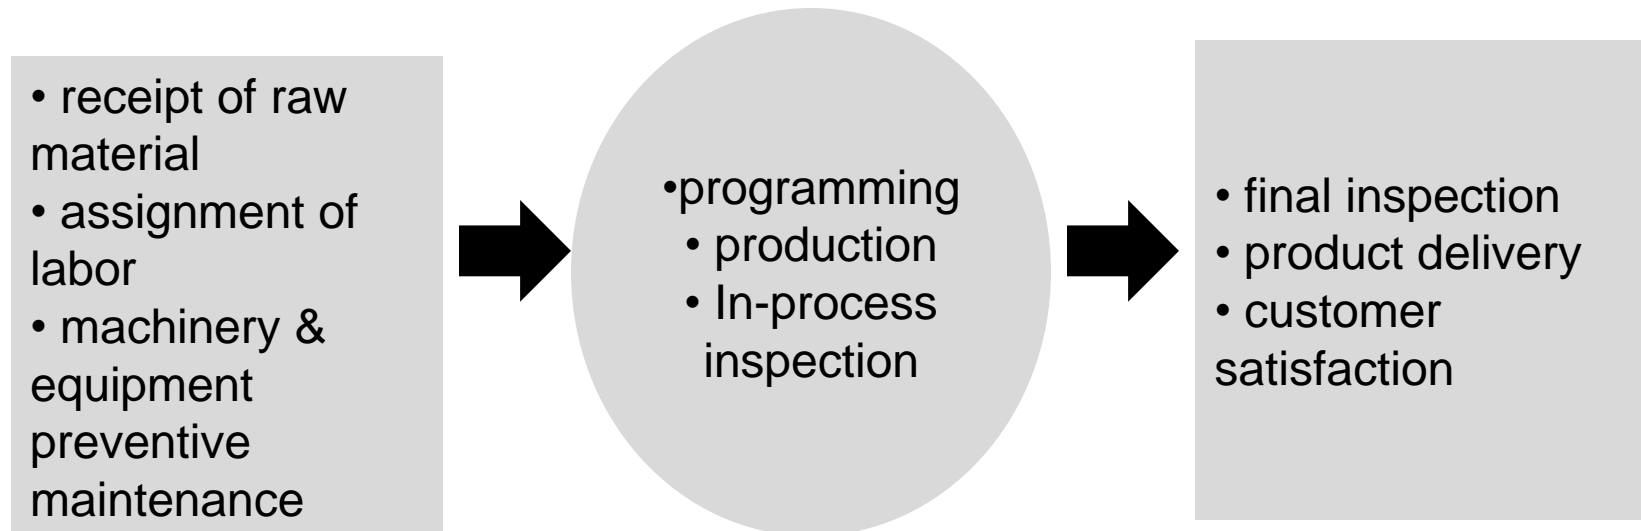 • receipt of raw
material
• assignment of
labor
• machinery &
equipment
preventive
maintenance
•programming
• production
• In-process
inspection
• final inspection
• product delivery
• customer
satisfaction